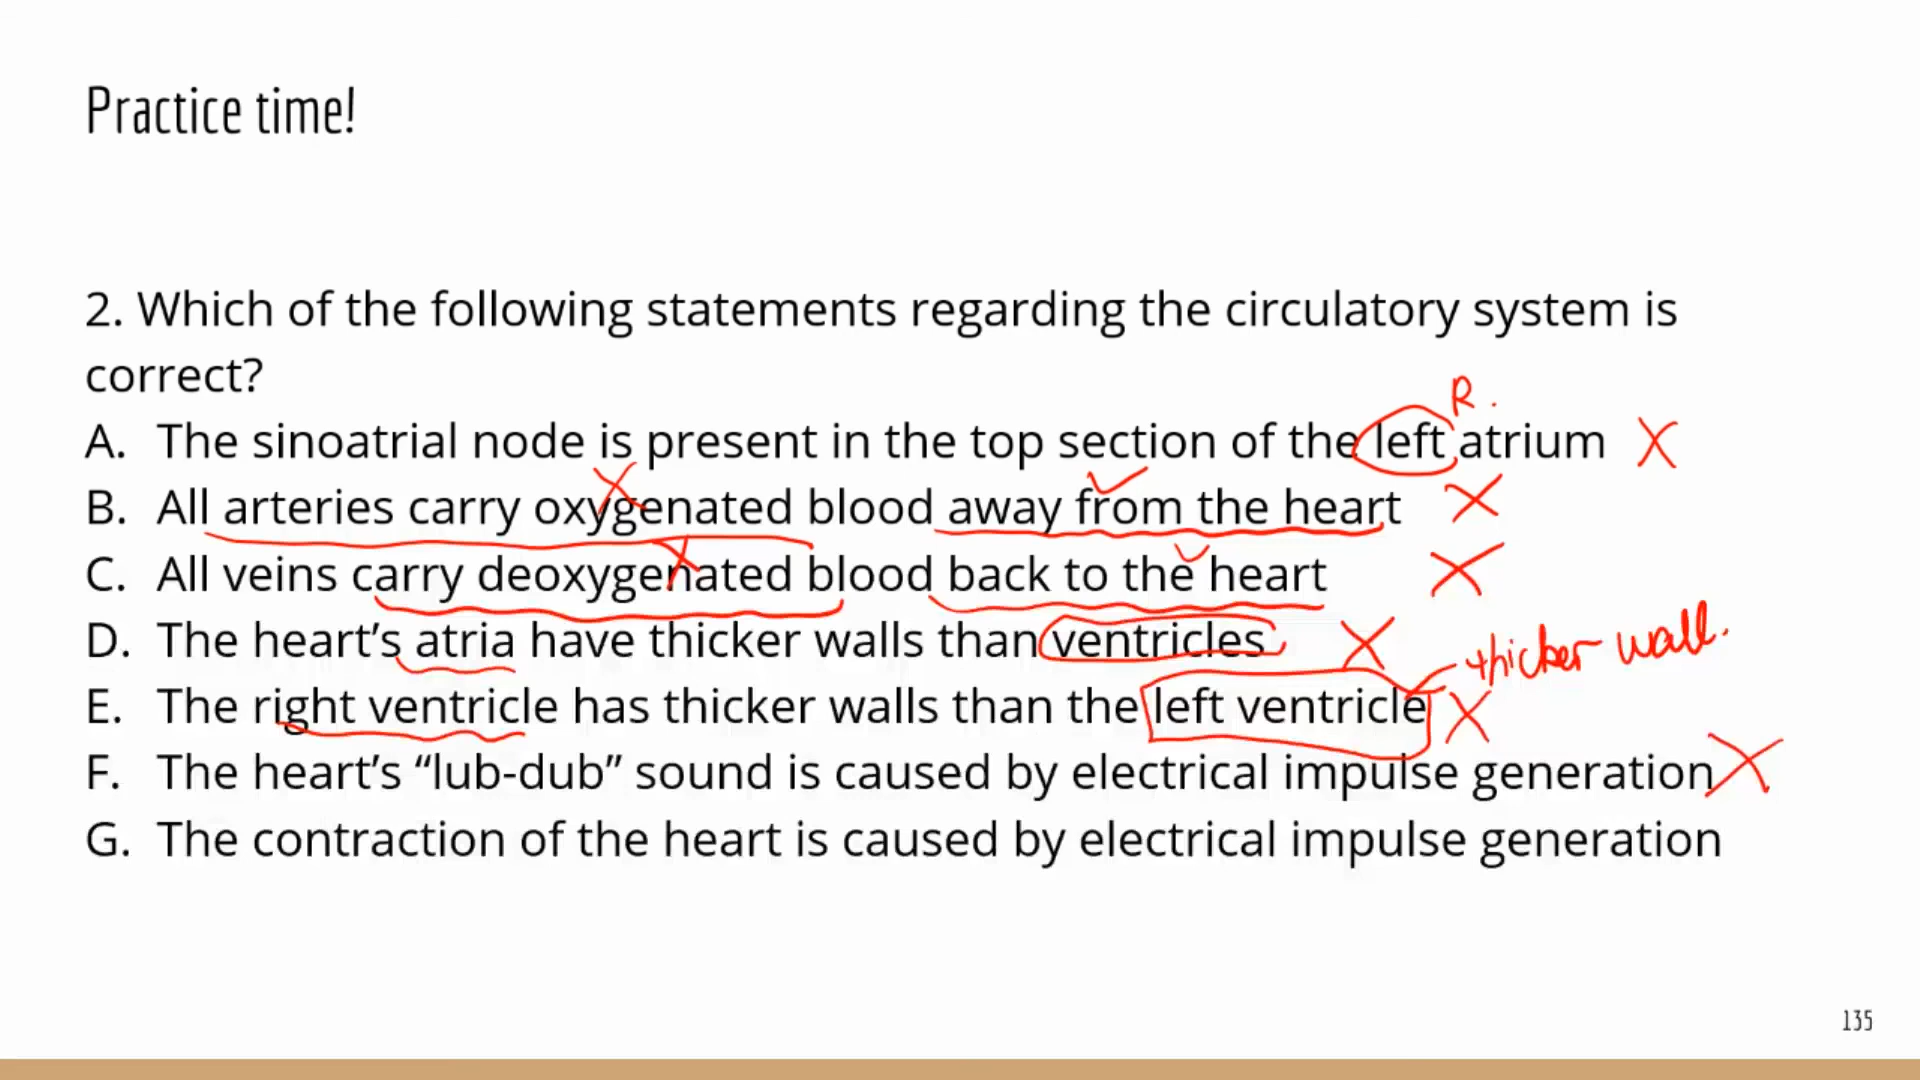 Practice time!
2. Which of the following statements regarding the circulatory system is
correct?
R.
A. The sinoatrial node is present in the top section of the left atrium X
B. All arteries carry oxygenated blood away from the heart X
C. All veins carry deoxygenated blood back to the heart X
D. The heart’s atria have thicker walls than ventricles X
thicker wall.
E. The right ventricle has thicker walls than the left ventricle X
F. The heart’s “lub-dub” sound is caused by electrical impulse generation X
G. The contraction of the heart is caused by electrical impulse generation
135